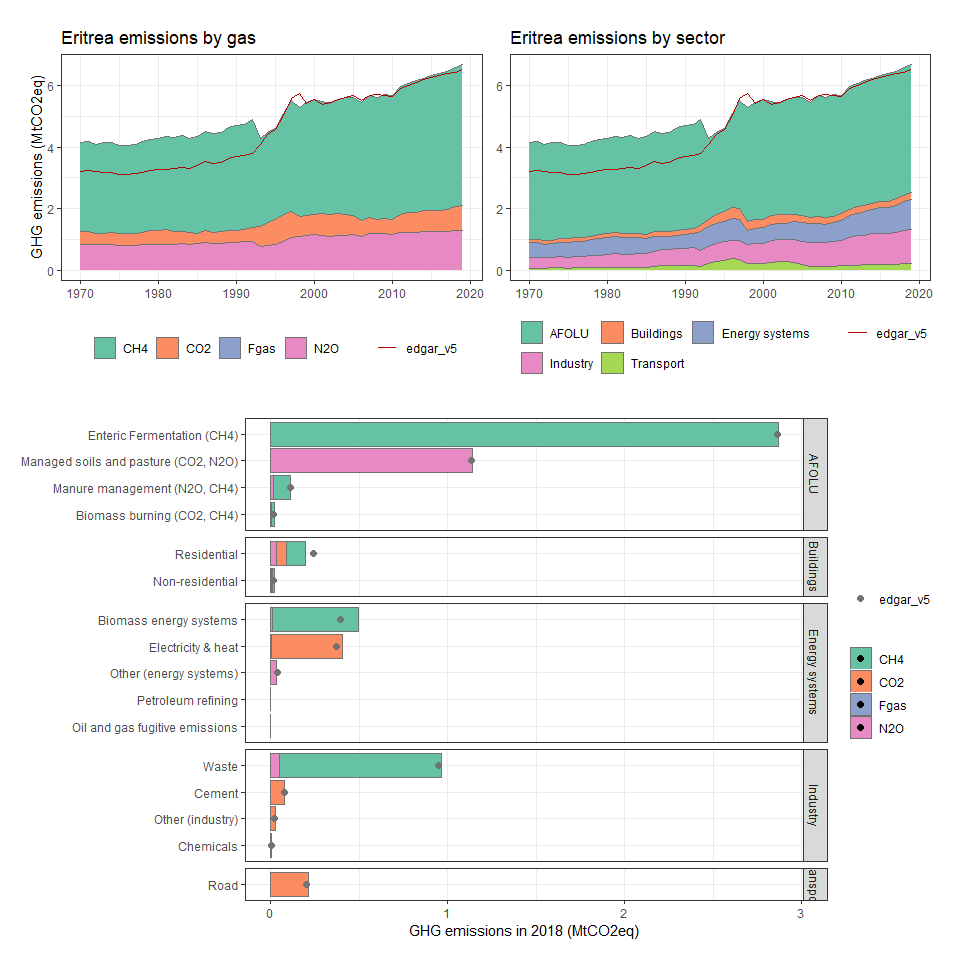 Eritrea emissions by gas
GHG emissions (MtCO2eq)
6
4
2
0
1970 1980 1990 2000 2010 2020
CH4 CO2 Fgas N2O edgar_v5
Eritrea emissions by sector
6
4
2
0
1970 1980 1990 2000 2010 2020
AFOLU Buildings Energy systems edgar_v5
Industry Transport
Enteric Fermentation (CH4)
Managed soils and pasture (CO2, N2O)
Manure management (N2O, CH4)
Biomass burning (CO2, CH4)
AFOLU
Residential
Non-residential
Buildings
Biomass energy systems
Electricity & heat
Other (energy systems)
Petroleum refining
Oil and gas fugitive emissions
Energy systems
Waste
Cement
Other (industry)
Chemicals
Industry
Road
anspo
0 1 2 3
GHG emissions in 2018 (MtCO2eq)
edgar_v5
CH4
CO2
Fgas
N2O